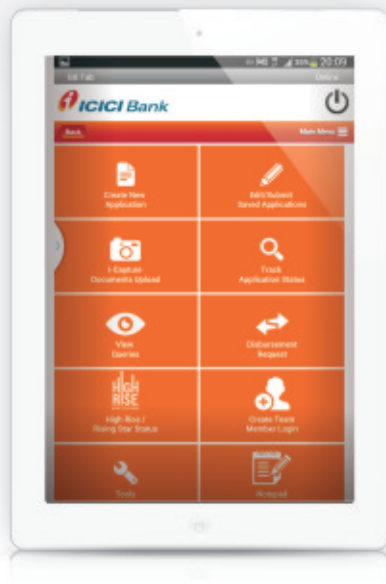 20:09
Online
ICICI Bank
Back
Main Menu
Create New
Application
Edit/Submit
Saved Applications
I-Capture
Documents Upload
Track
Application Status
View
Queries
Disbursement
Request
HIGH
RISE
High Rise /
Rising Star Status
Create Team
Member Login
Tools
Notepad